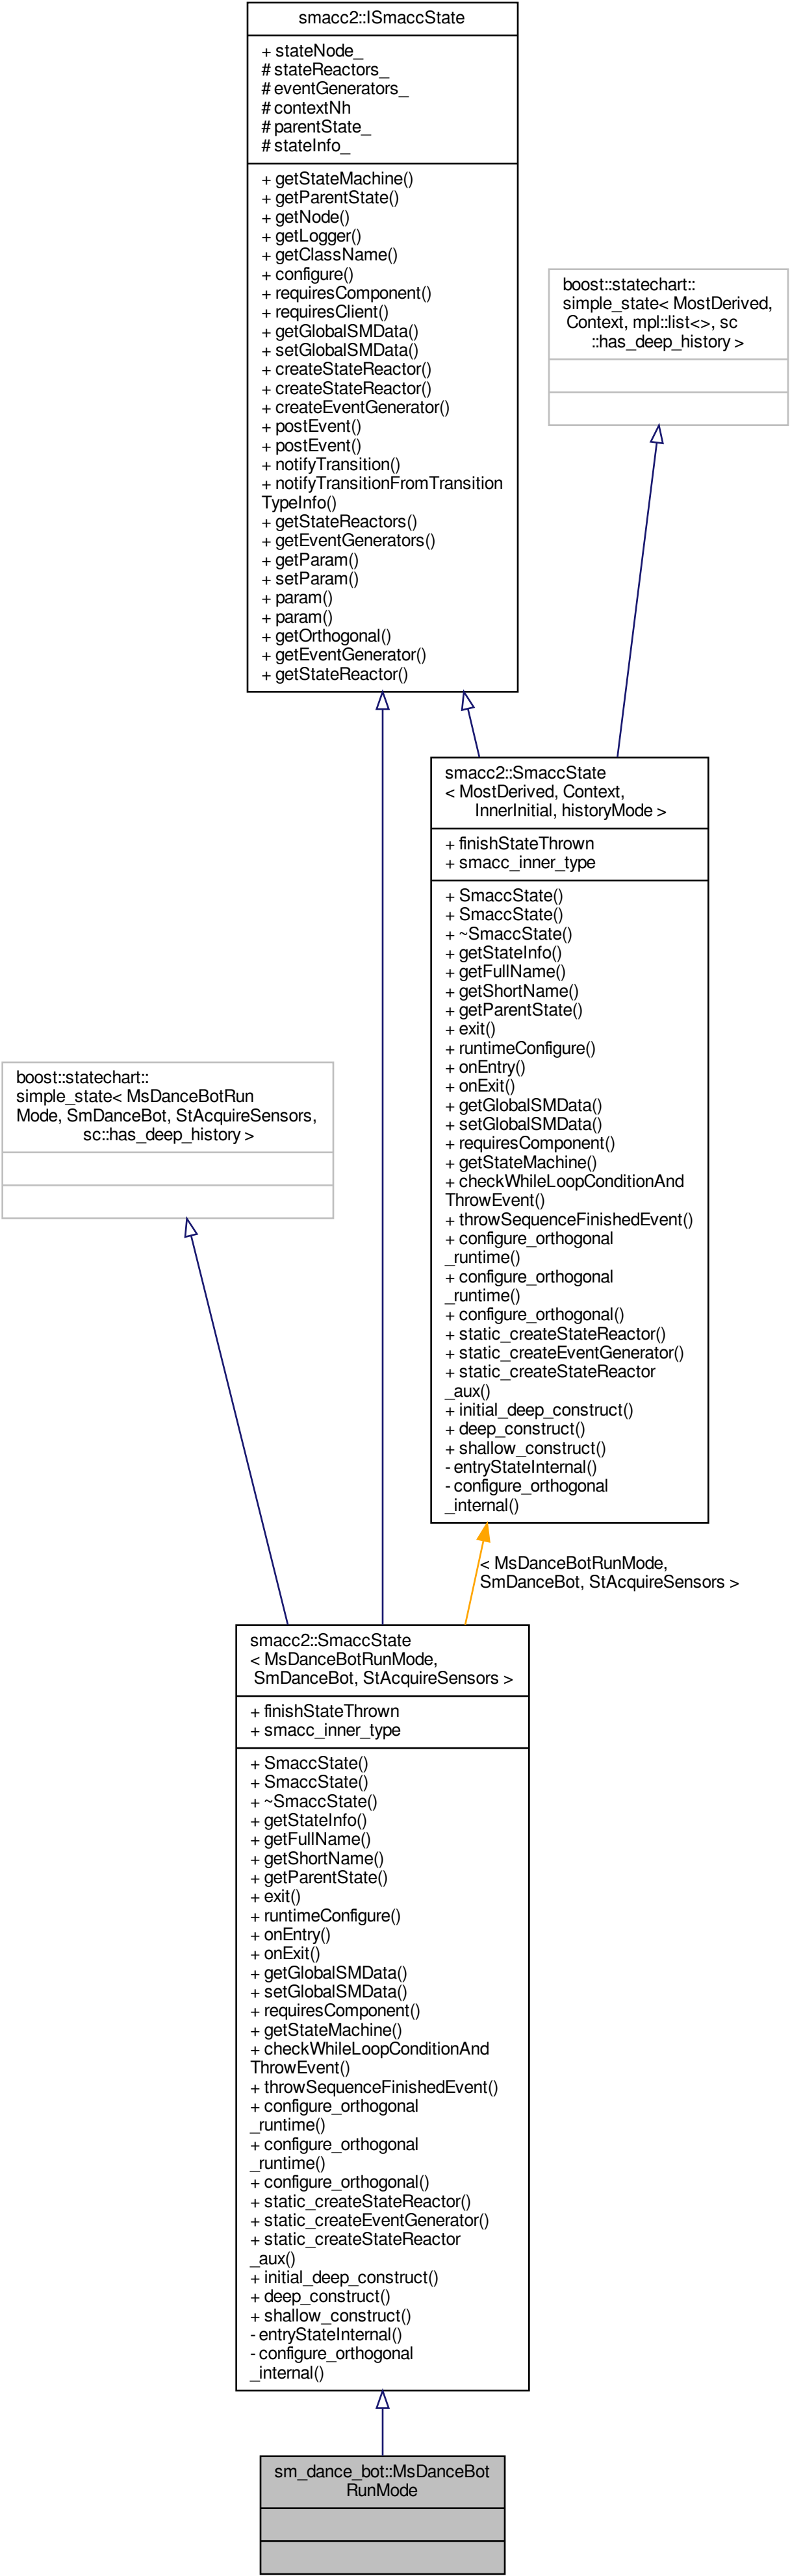 smacc2::ISmaccState
+ stateNode_
# stateReactors_
# eventGenerators_
# contextNh
# parentState_
# stateInfo_
+ getStateMachine()
+ getParentState()
+ getNode()
+ getLogger()
+ getClassName()
+ configure()
+ requiresComponent()
+ requiresClient()
+ getGlobalSMData()
+ setGlobalSMData()
+ createStateReactor()
+ createStateReactor()
+ createEventGenerator()
+ postEvent()
+ postEvent()
+ notifyTransition()
+ notifyTransitionFromTransition
TypeInfo()
+ getStateReactors()
+ getEventGenerators()
+ getParam()
+ setParam()
+ param()
+ param()
+ getOrthogonal()
+ getEventGenerator()
+ getStateReactor()
boost::statechart::
simple_state< MostDerived,
Context, mpl::list<>, sc
::has_deep_history >
smacc2::SmaccState
< MostDerived, Context,
InnerInitial, historyMode >
+ finishStateThrown
+ smacc_inner_type
+ SmaccState()
+ SmaccState()
+ ~SmaccState()
+ getStateInfo()
+ getFullName()
+ getShortName()
+ getParentState()
+ exit()
+ runtimeConfigure()
+ onEntry()
+ onExit()
+ getGlobalSMData()
+ setGlobalSMData()
+ requiresComponent()
+ getStateMachine()
+ checkWhileLoopConditionAnd
ThrowEvent()
+ throwSequenceFinishedEvent()
+ configure_orthogonal
_runtime()
+ configure_orthogonal
_runtime()
+ configure_orthogonal()
+ static_createStateReactor()
+ static_createEventGenerator()
+ static_createStateReactor
_aux()
+ initial_deep_construct()
+ deep_construct()
+ shallow_construct()
- entryStateInternal()
- configure_orthogonal
_internal()
boost::statechart::
simple_state< MsDanceBotRun
Mode, SmDanceBot, StAcquireSensors,
sc::has_deep_history >
< MsDanceBotRunMode,
SmDanceBot, StAcquireSensors >
smacc2::SmaccState
< MsDanceBotRunMode,
SmDanceBot, StAcquireSensors >
+ finishStateThrown
+ smacc_inner_type
+ SmaccState()
+ SmaccState()
+ ~SmaccState()
+ getStateInfo()
+ getFullName()
+ getShortName()
+ getParentState()
+ exit()
+ runtimeConfigure()
+ onEntry()
+ onExit()
+ getGlobalSMData()
+ setGlobalSMData()
+ requiresComponent()
+ getStateMachine()
+ checkWhileLoopConditionAnd
ThrowEvent()
+ throwSequenceFinishedEvent()
+ configure_orthogonal
_runtime()
+ configure_orthogonal
_runtime()
+ configure_orthogonal()
+ static_createStateReactor()
+ static_createEventGenerator()
+ static_createStateReactor
_aux()
+ initial_deep_construct()
+ deep_construct()
+ shallow_construct()
- entryStateInternal()
- configure_orthogonal
_internal()
sm_dance_bot::MsDanceBot
RunMode